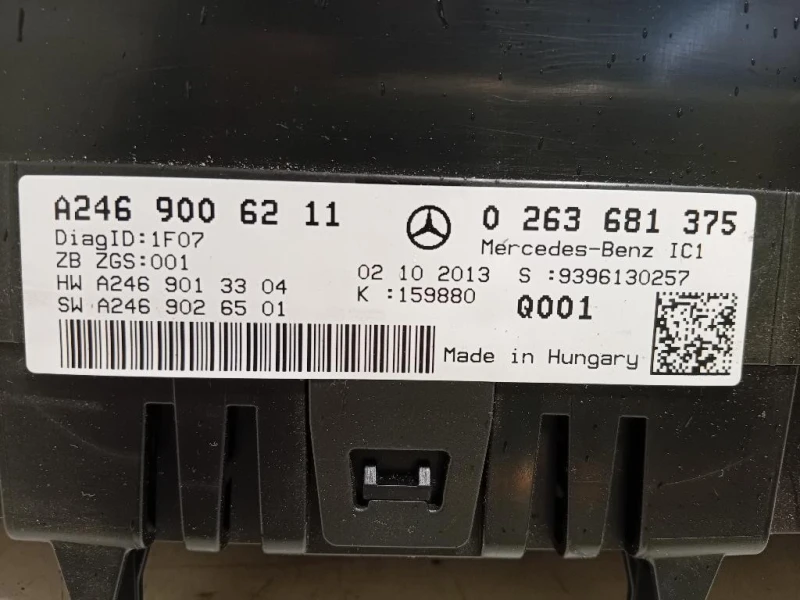 A246 900 62 11 0 263 681 375
DiagID:1F07 Mercedes-Benz IC1
ZB ZGS:001 02 10 2013 S :9396130257
HW A246 901 33 04 K :159880 Q001
SW A246 902 65 01
Made in Hungary